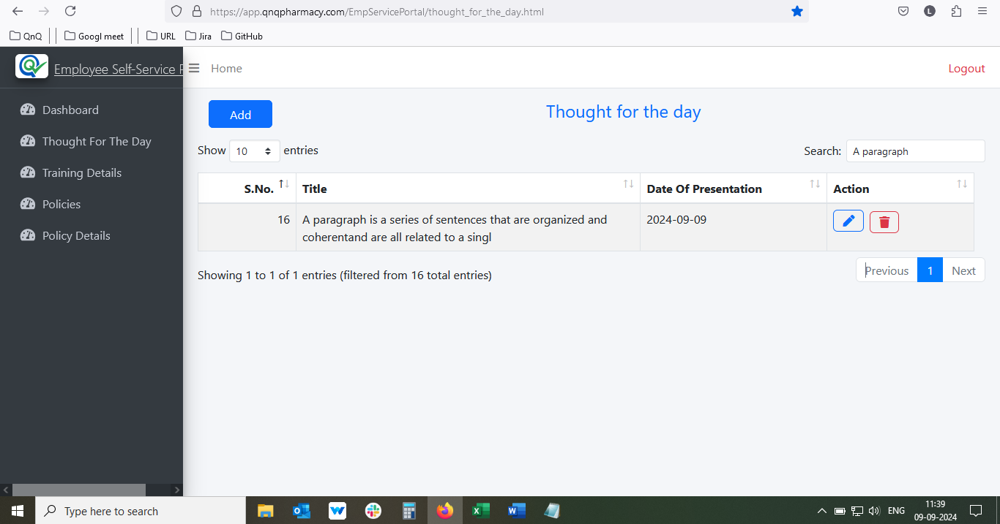 https://app.qnqpharmacy.com/EmpServicePortal/thought_for_the_day.html
L
QnQ
Googl meet
URL
Jira
GitHub
Employee Self-Service P
Home
Logout
Dashboard
Thought For The Day
Training Details
Policies
Policy Details
Add
Thought for the day
Show 10 entries
Search: A paragraph
S.No. Title Date Of Presentation Action
16 A paragraph is a series of sentences that are organized and 2024-09-09
coherentand are all related to a singl
Showing 1 to 1 of 1 entries (filtered from 16 total entries)
Previous 1 Next
Type here to search
ENG
11:39
09-09-2024